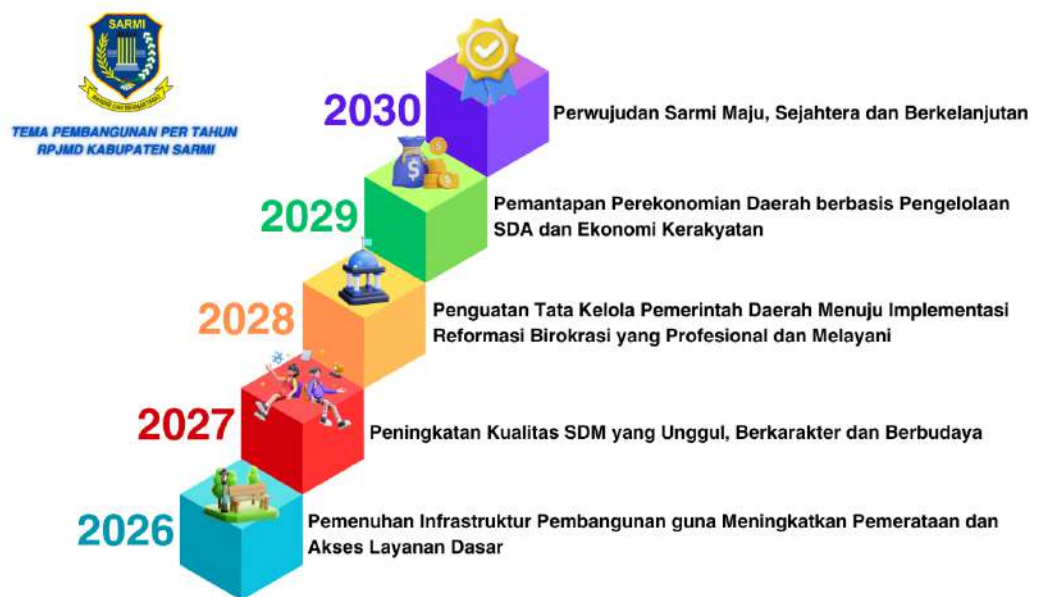 SARMI
TEMA PEMBANGUNAN PER TAHUN
RPJMD KABUPATEN SARMI
2030
Perwujudan Sarmi Maju, Sejahtera dan Berkelanjutan
2029
Pemantapan Perekonomian Daerah berbasis Pengelolaan
SDA dan Ekonomi Kerakyatan
2028
Penguatan Tata Kelola Pemerintah Daerah Menuju Implementasi
Reformasi Birokrasi yang Profesional dan Melayani
2027
Peningkatan Kualitas SDM yang Unggul, Berkarakter dan Berbudaya
2026
Pemenuhan Infrastruktur Pembangunan guna Meningkatkan Pemerataan dan
Akses Layanan Dasar